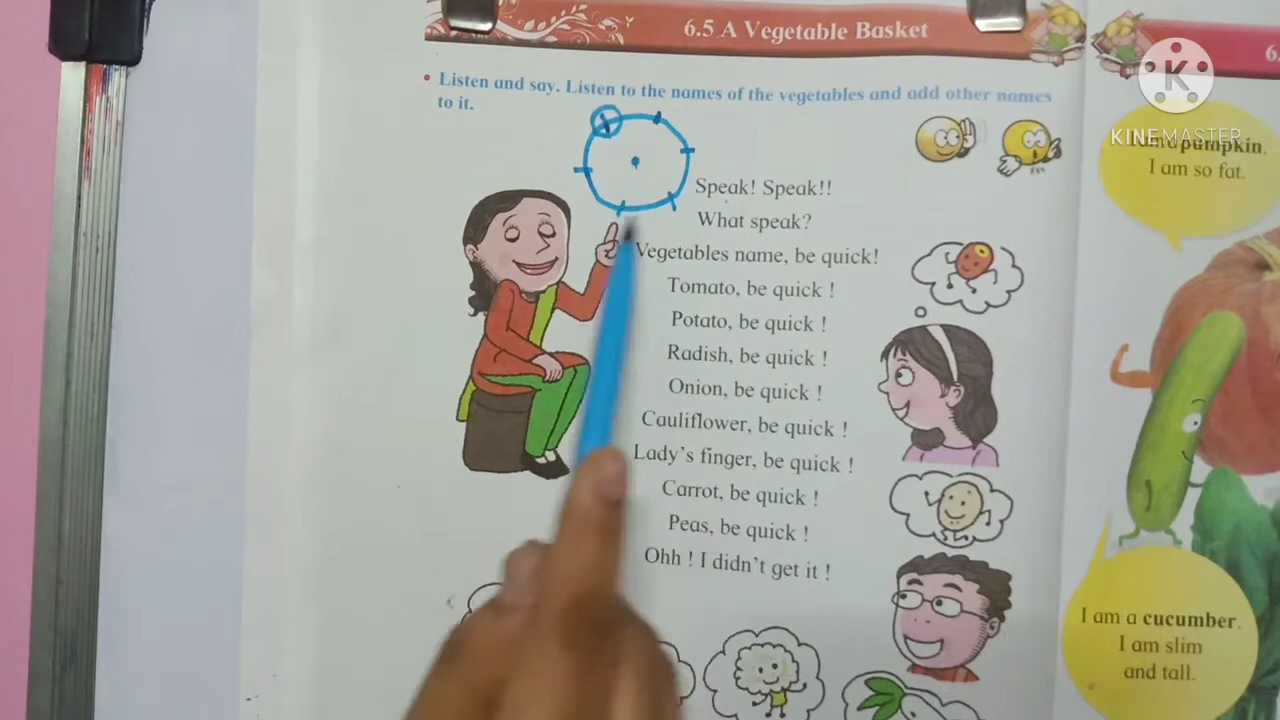 6.5 A Vegetable Basket
6.
• Listen and say. Listen to the names of the vegetables and add other names
to it.
Speak! Speak!!
What speak?
Vegetables name, be quick!
Tomato, be quick !
Potato, be quick !
Radish, be quick !
Onion, be quick !
Cauliflower, be quick !
Lady's finger, be quick !
Carrot, be quick !
Peas, be quick !
Ohh ! I didn't get it !
K
KINEMASTER
pumpkin.
I am so fat.
I am a cucumber.
I am slim
and tall.